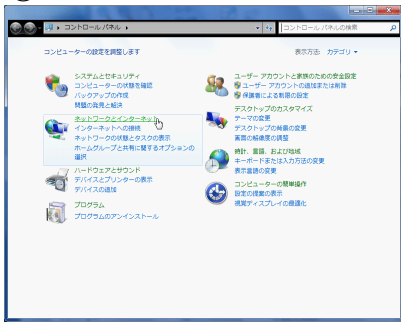 コントロール パネル
コントロール パネルの検索
コンピューターの設定を調整します
表示方法: カテゴリ
システムとセキュリティ
コンピューターの状態を確認
バックアップの作成
問題の発見と解決
ネットワークとインターネット
インターネットへの接続
ネットワークの状態とタスクの表示
ホームグループと共有に関するオプションの
選択
ハードウェアとサウンド
デバイスとプリンターの表示
デバイスの追加
プログラム
プログラムのアンインストール
ユーザー アカウントと家族のための安全設定
ユーザー アカウントの追加または削除
保護者による制限の設定
デスクトップのカスタマイズ
テーマの変更
デスクトップの背景の変更
画面の解像度の調整
時計、言語、および地域
キーボードまたは入力方法の変更
表示言語の変更
コンピューターの簡単操作
設定の提案の表示
視覚ディスプレイの最適化